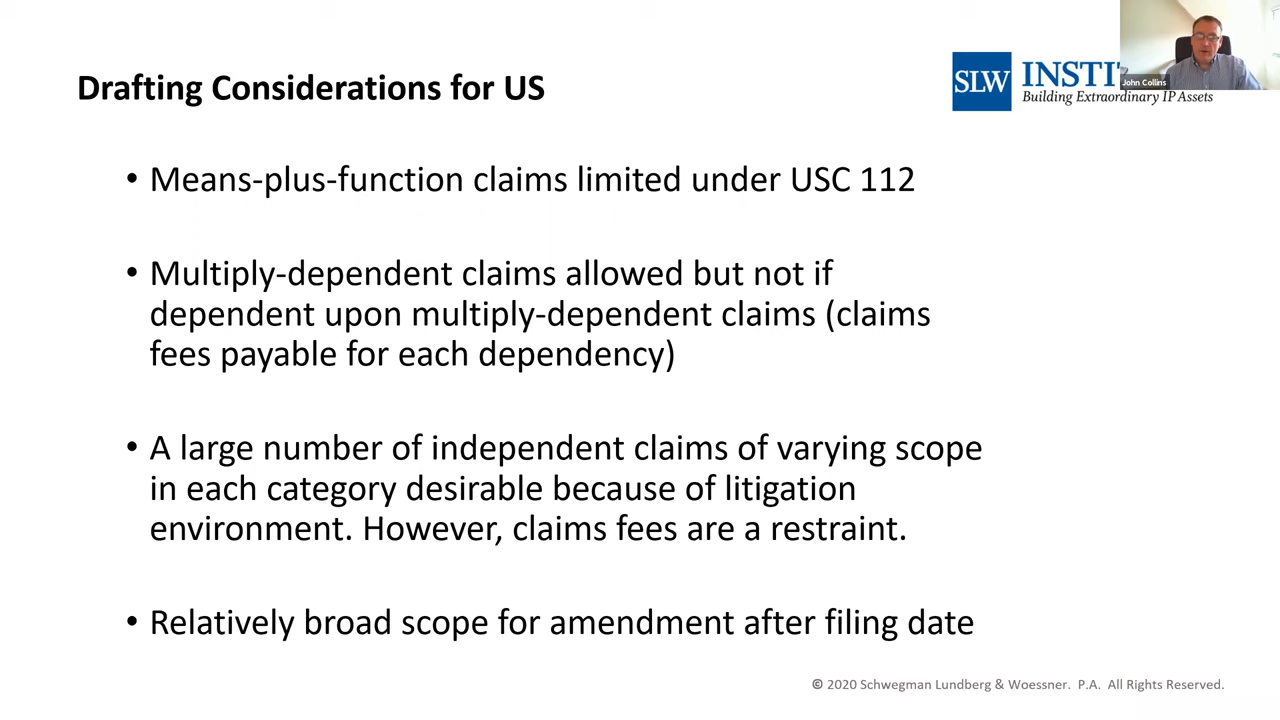 Drafting Considerations for US
SLW INSTI
Building Extraordinary IP Assets
John Collins
• Means-plus-function claims limited under USC 112
• Multiply-dependent claims allowed but not if
dependent upon multiply-dependent claims (claims
fees payable for each dependency)
• A large number of independent claims of varying scope
in each category desirable because of litigation
environment. However, claims fees are a restraint.
• Relatively broad scope for amendment after filing date
© 2020 Schwegman Lundberg & Woessner. P.A. All Rights Reserved.